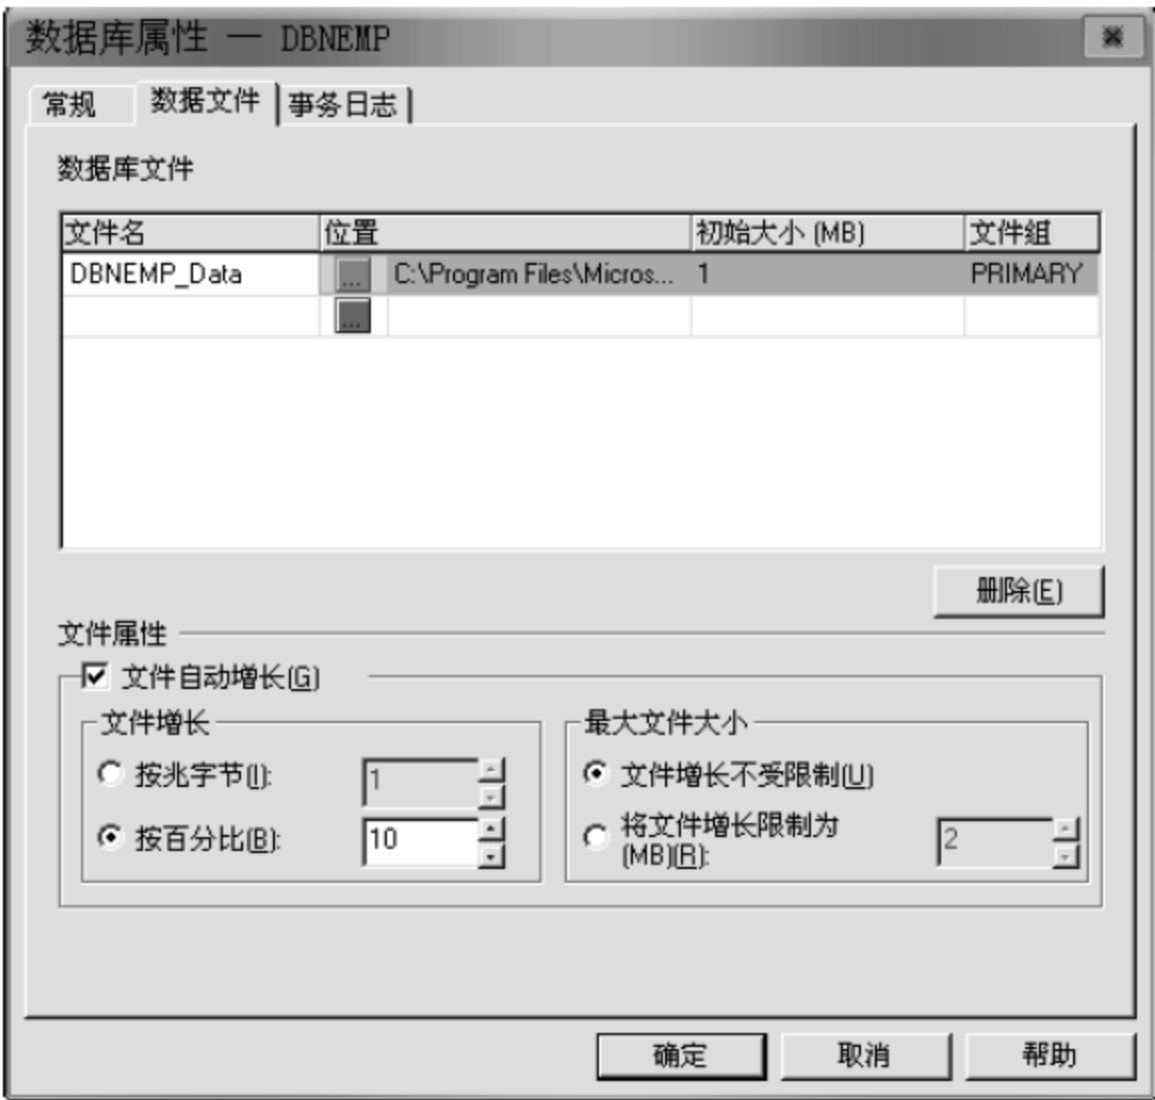 数据库属性 — DBNEMP
常规 数据文件 事务日志
数据库文件
文件名 位置 初始大小 (MB) 文件组
DBNEMP_Data ... C:\Program Files\Micros... 1 PRIMARY
...
删除(E)
文件属性
文件自动增长(G)
文件增长 最大文件大小
按兆字节(I): 1 文件增长不受限制(U)
按百分比(B): 10 将文件增长限制为
(MB)(R): 2
确定 取消 帮助